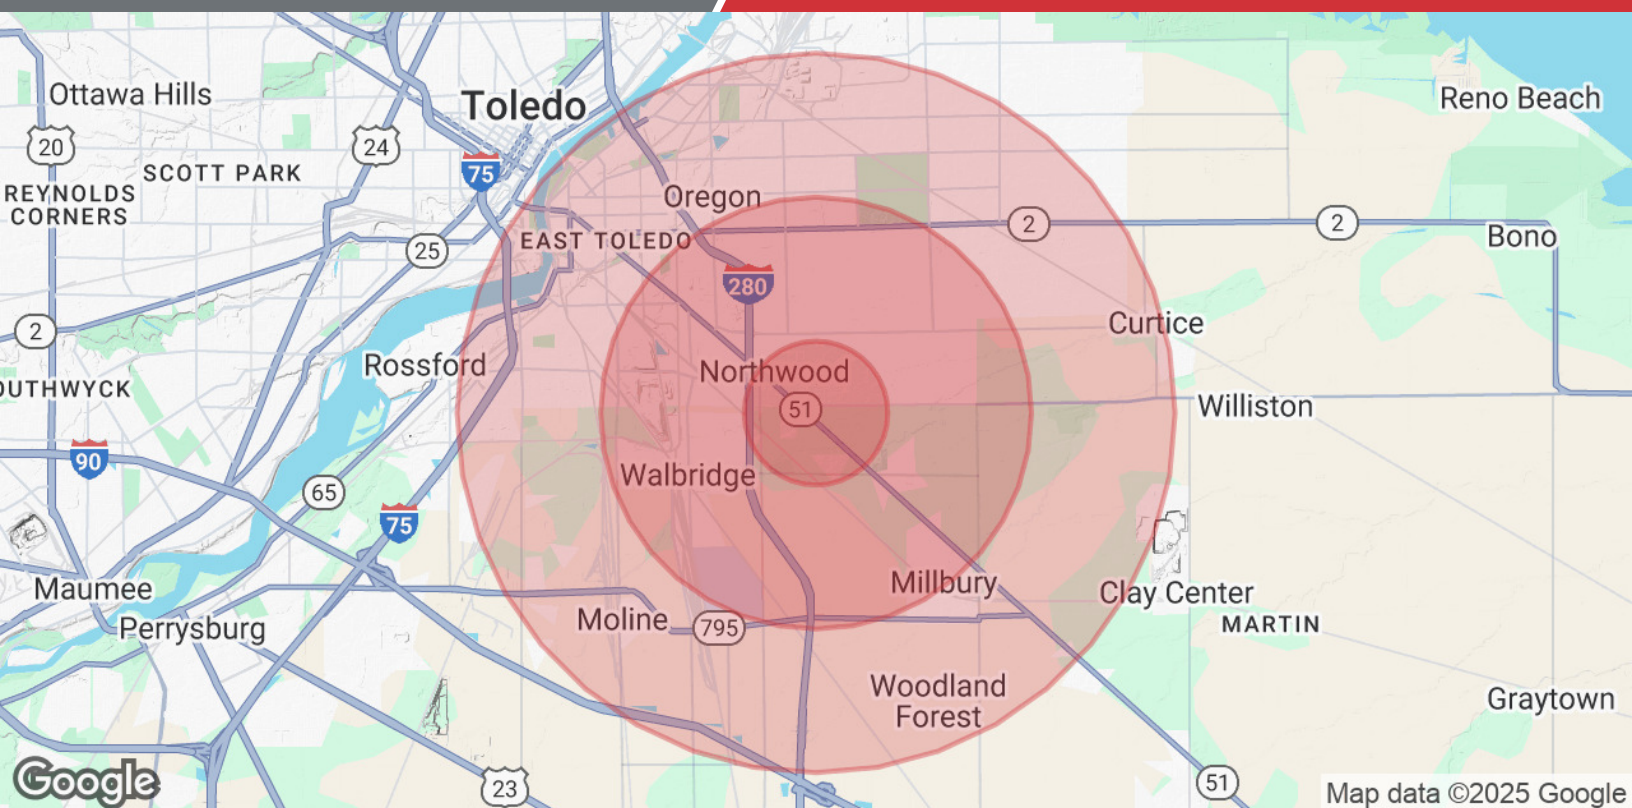 Ottawa Hills
Toledo
Reno Beach
20
24
SCOTT PARK
75
REYNOLDS
CORNERS
Oregon
2
2
EAST TOLEDO
25
Bono
280
2
Curtice
Rossford
Northwood
OUTHWYCK
51
Williston
90
Walbridge
65
75
Maumee
Millbury
Clay Center
Moline
795
MARTIN
Perrysburg
Woodland
Forest
Graytown
Google
23
51
Map data ©2025 Google